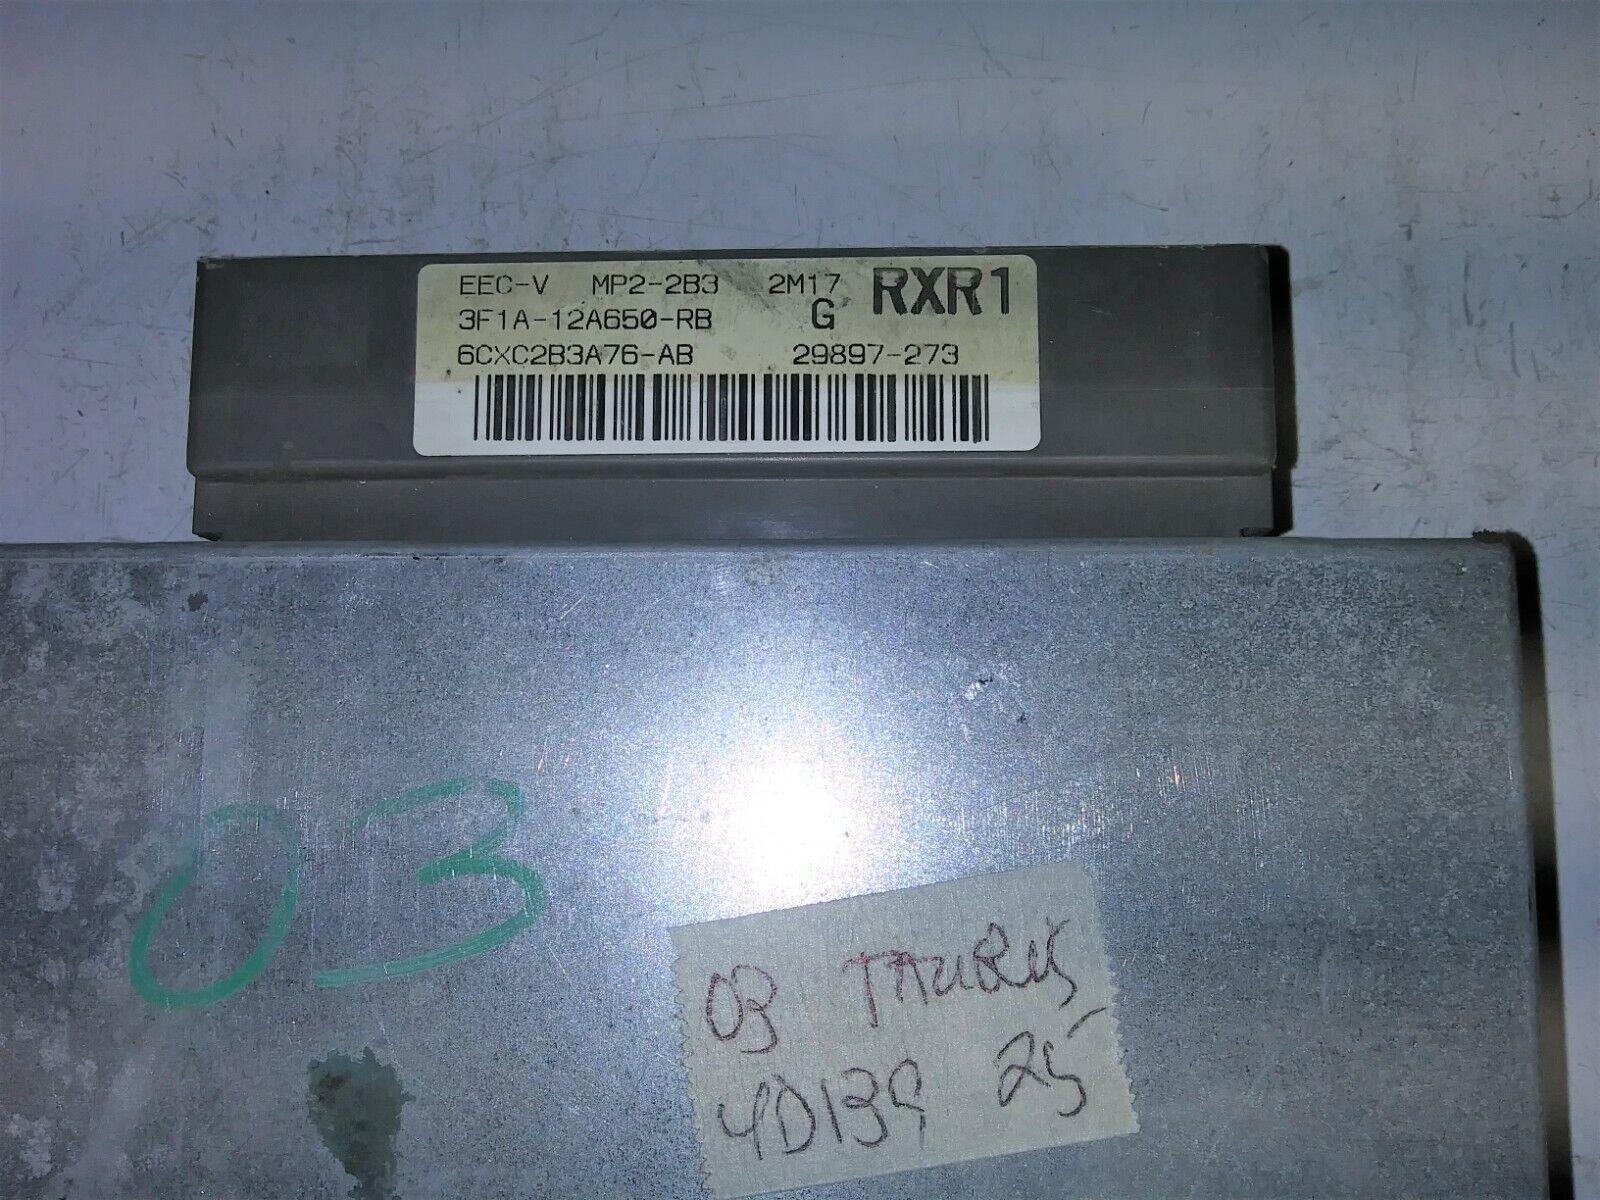 EEC-V MP2-2B3 2M17 RXR1
3F1A-12A650-RB G
6CXC2B3A76-AB 29897-273
03
03 TAURUS
4D139 25